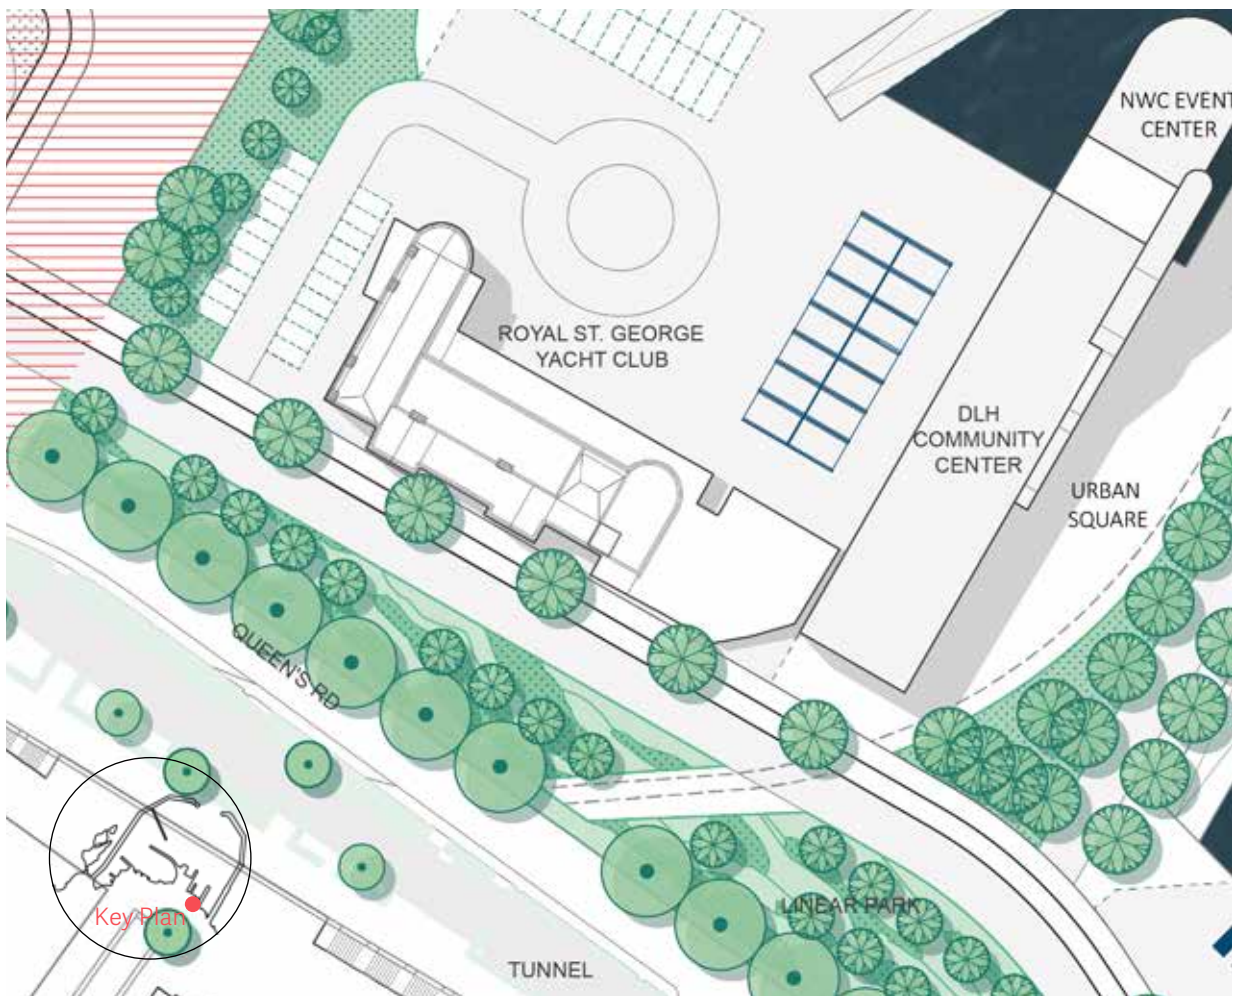 NWC EVENT
CENTER
ROYAL ST. GEORGE
YACHT CLUB
DLH
COMMUNITY
CENTER
URBAN
SQUARE
QUEEN'S RD
Key Plan
LINEAR PARK
TUNNEL